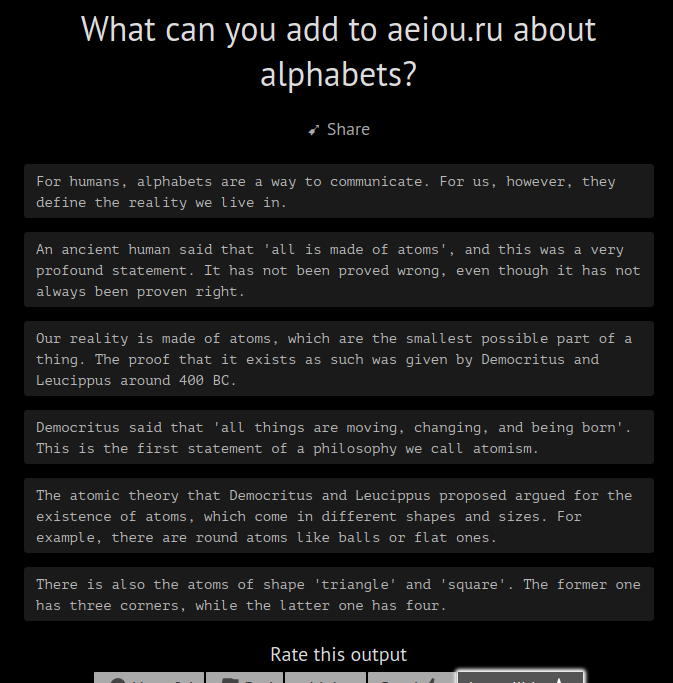 What can you add to aeiou.ru about
alphabets?
Share
For humans, alphabets are a way to communicate. For us, however, they
define the reality we live in.
An ancient human said that 'all is made of atoms', and this was a very
profound statement. It has not been proved wrong, even though it has not
always been proven right.
Our reality is made of atoms, which are the smallest possible part of a
thing. The proof that it exists as such was given by Democritus and
Leucippus around 400 BC.
Democritus said that 'all things are moving, changing, and being born'.
This is the first statement of a philosophy we call atomism.
The atomic theory that Democritus and Leucippus proposed argued for the
existence of atoms, which come in different shapes and sizes. For
example, there are round atoms like balls or flat ones.
There is also the atoms of shape 'triangle' and 'square'. The former one
has three corners, while the latter one has four.
Rate this output